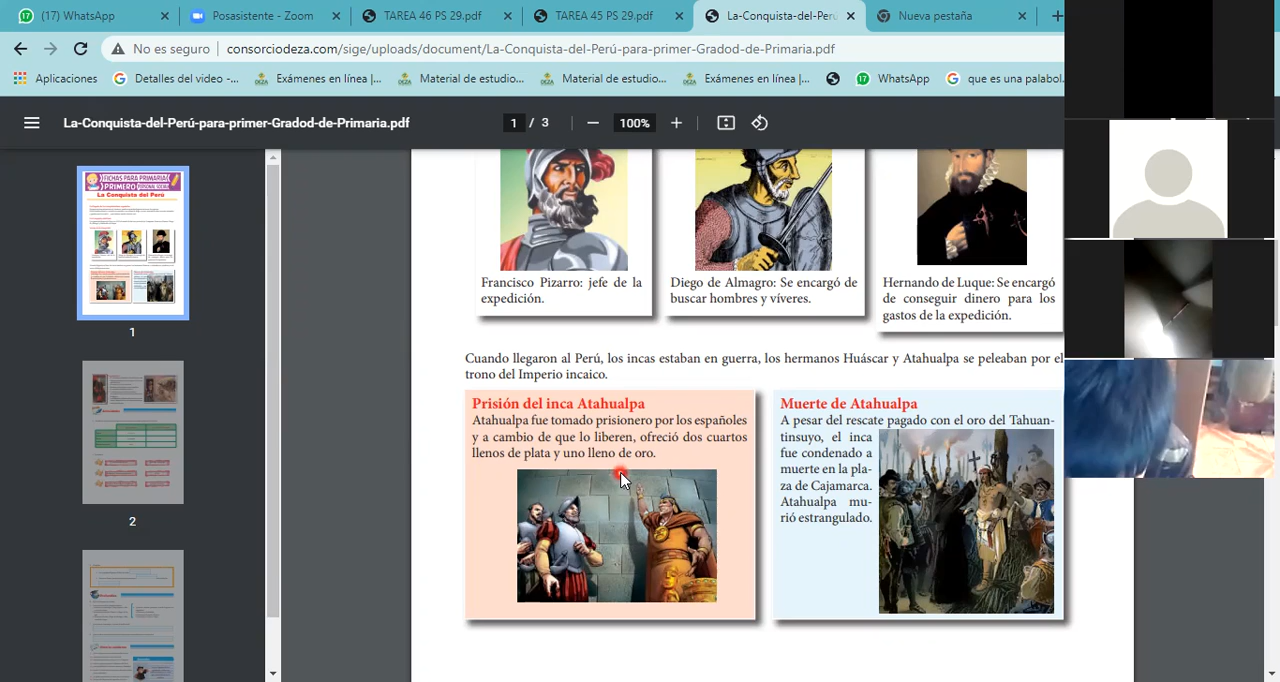 (17) WhatsApp
Posasistente - Zoom
TAREA 46 PS 29.pdf
TAREA 45 PS 29.pdf
La-Conquista-del-Perú
Nueva pestaña
No es seguro
consorciodeza.com/sige/uploads/document/La-Conquista-del-Perú-para-primer-Gradod-de-Primaria.pdf
Aplicaciones
Detalles del video -...
Exámenes en línea |...
Material de estudio...
Material de estudio...
Exámenes en línea |...
WhatsApp
que es una palabol
La-Conquista-del-Perú-para-primer-Gradod-de-Primaria.pdf
1 / 3
100%
FICHAS PARA PRIMARIA
PRIMERO
La Conquista del Perú
1
2
Francisco Pizarro: jefe de la
expedición.
Diego de Almagro: Se encargó de
buscar hombres y víveres.
Hernando de Luque: Se encargó
de conseguir dinero para los
gastos de la expedición.
Cuando llegaron al Perú, los incas estaban en guerra, los hermanos Huáscar y Atahualpa se peleaban por el
trono del Imperio incaico.
Prisión del inca Atahualpa
Atahualpa fue tomado prisionero por los españoles
y a cambio de que lo liberen, ofreció dos cuartos
llenos de plata y uno lleno de oro.
Muerte de Atahualpa
A pesar del rescate pagado con el oro del Tahuan-
tinsuyo, el inca
fue condenado a
muerte en la pla-
za de Cajamarca.
Atahualpa mu-
rió estrangulado.